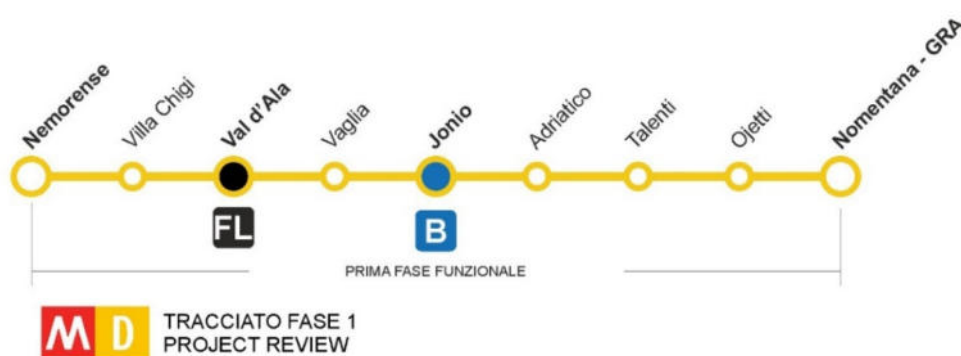 Nemorense
Villa Chigi
Val d'Ala
Vaglia
Jonio
Adriatico
Talenti
Ojetti
Nomentana - GRA
FL
B
PRIMA FASE FUNZIONALE
M D
TRACCIATO FASE 1
PROJECT REVIEW